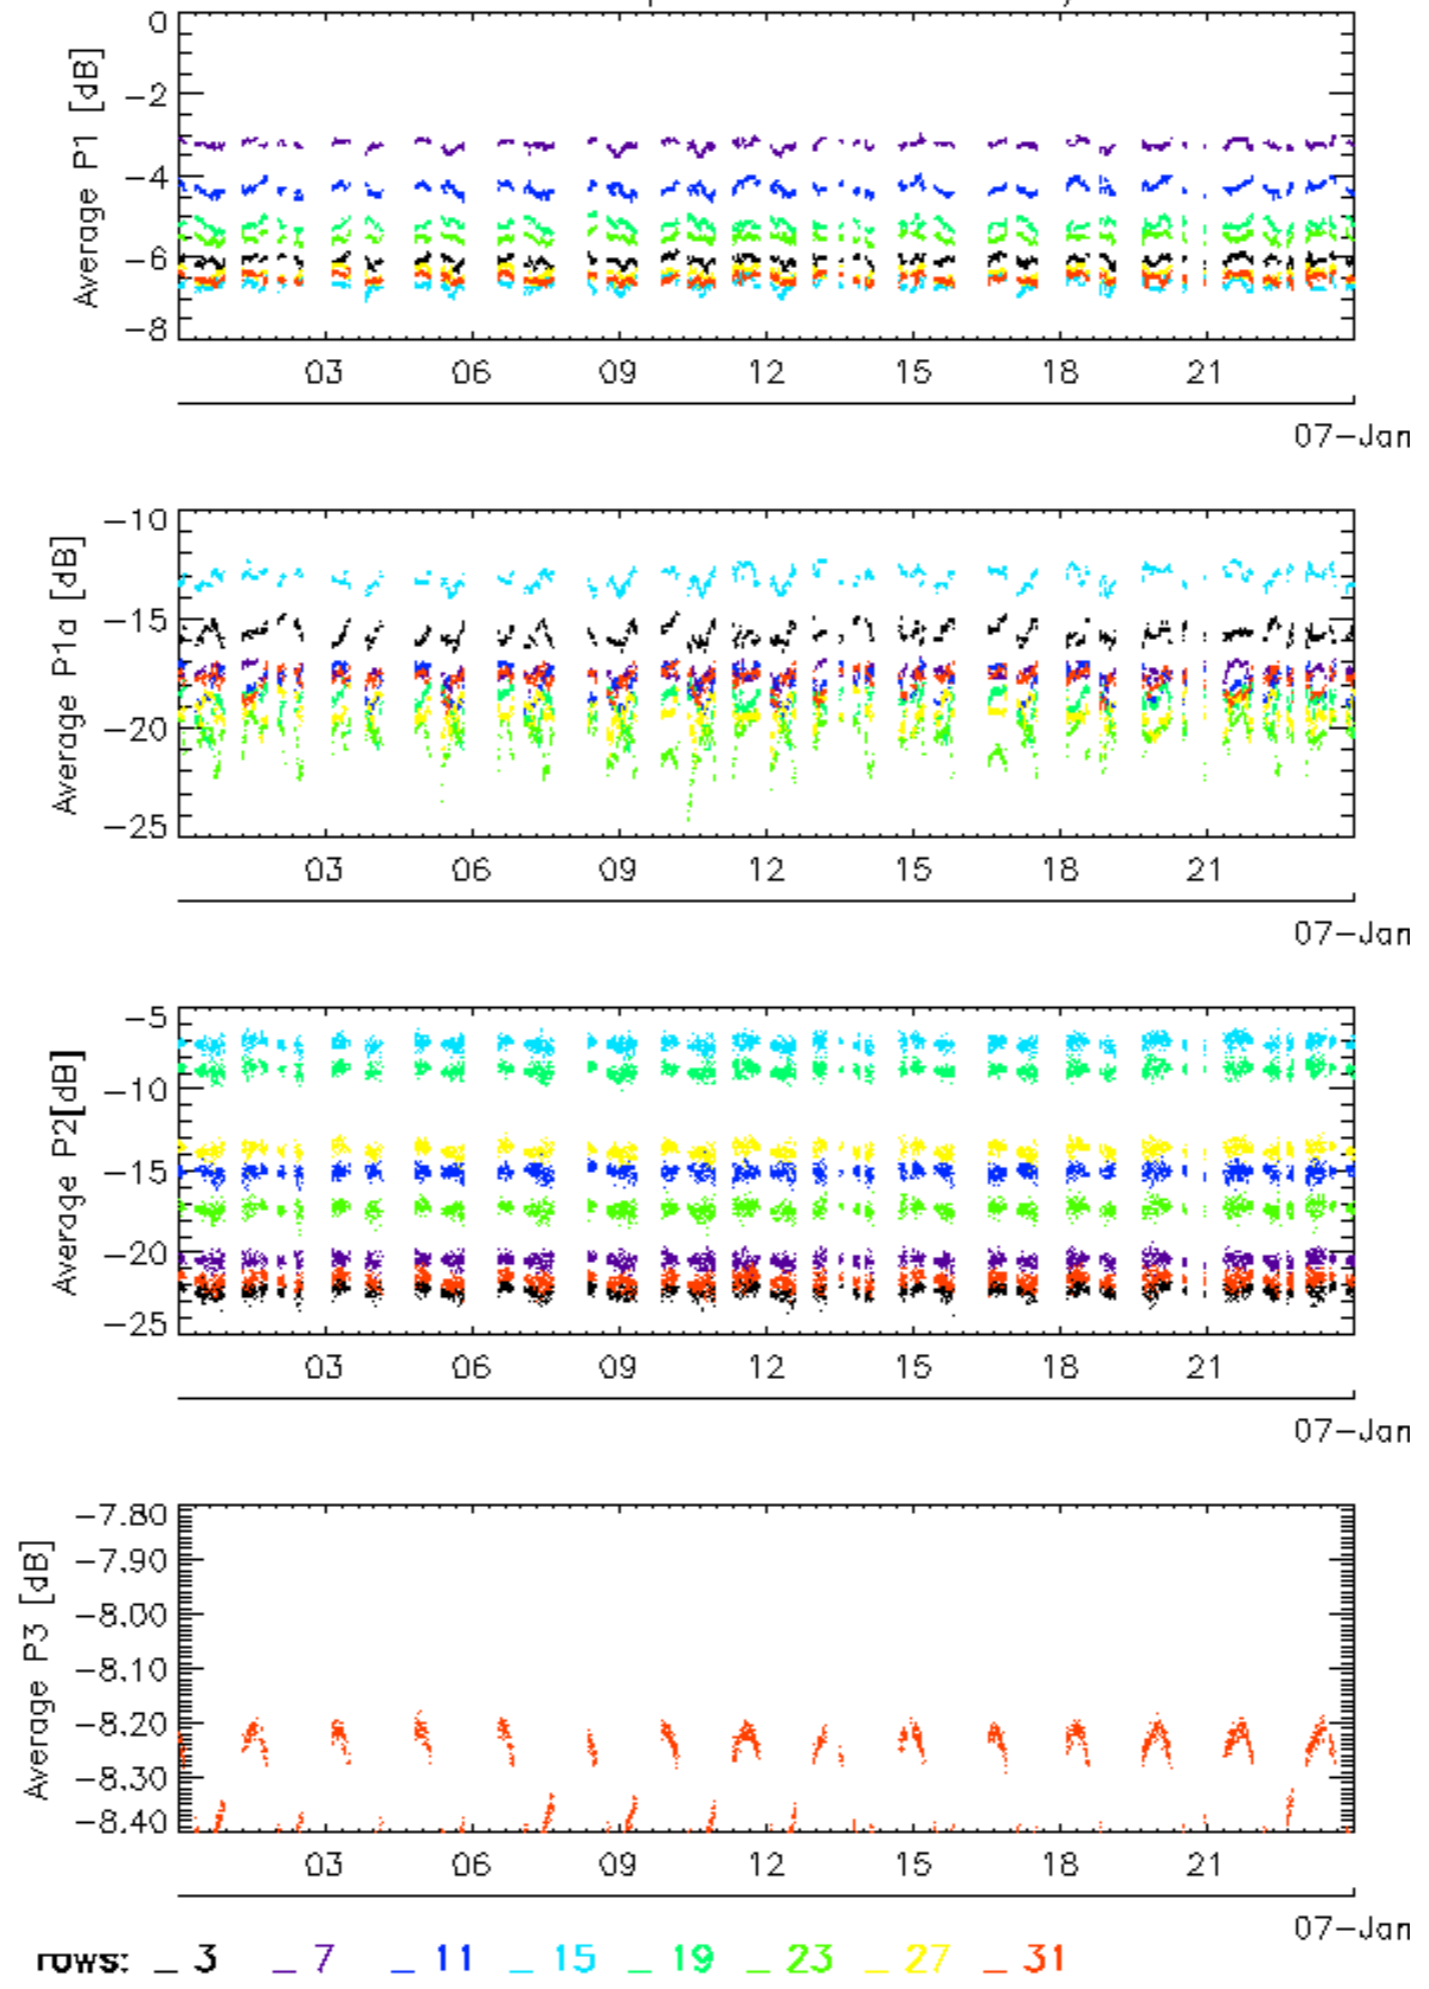 Average P1 [dB]
0
−2
−4
−6
−8
03 06 09 12 15 18 21
07−Jan
Average P1a [dB]
−10
−15
−20
−25
03 06 09 12 15 18 21
07−Jan
Average P2[dB]
−5
−10
−15
−20
−25
03 06 09 12 15 18 21
07−Jan
Average P3 [dB]
−7.80
−7.90
−8.00
−8.10
−8.20
−8.30
−8.40
03 06 09 12 15 18 21
07−Jan
rows: _ 3 _ 7 _ 11 _ 15 _ 19 _ 23 _ 27 _ 31